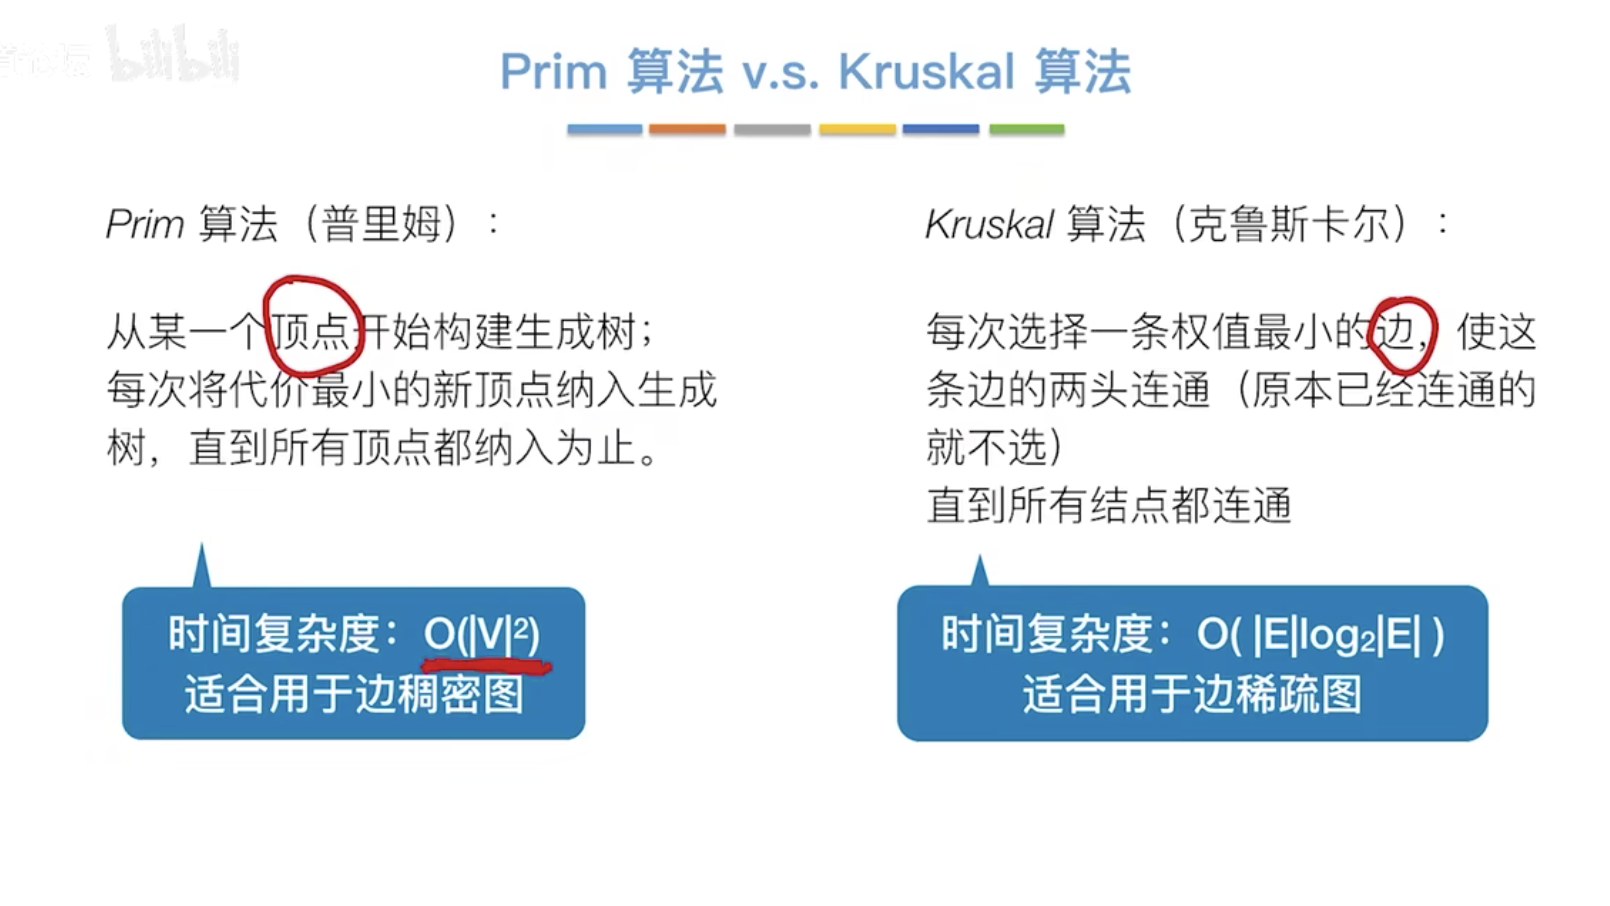 bilibili
Prim 算法 v.s. Kruskal 算法
Prim 算法（普里姆）：
从某一个顶点开始构建生成树；
每次将代价最小的新顶点纳入生成
树，直到所有顶点都纳入为止。
时间复杂度：O(|V|²)
适合用于边稠密图
Kruskal 算法（克鲁斯卡尔）：
每次选择一条权值最小的边，使这
条边的两头连通（原本已经连通的
就不选）
直到所有结点都连通
时间复杂度：O( |E|log₂|E| )
适合用于边稀疏图